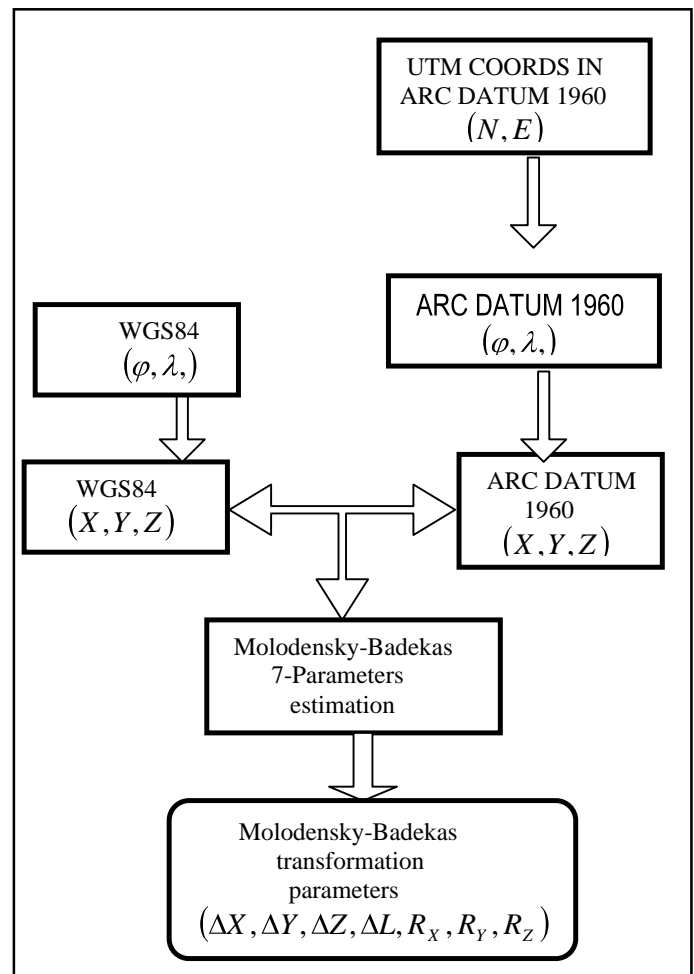 UTM COORDS IN
ARC DATUM 1960
(N, E)
ARC DATUM 1960
(φ, λ,)
WGS84
(φ, λ,)
WGS84
(X, Y, Z)
ARC DATUM
1960
(X, Y, Z)
Molodensky-Badekas
7-Parameters
estimation
Molodensky-Badekas
transformation
parameters
(ΔX, ΔY, ΔZ, ΔL, R_X, R_Y, R_Z)